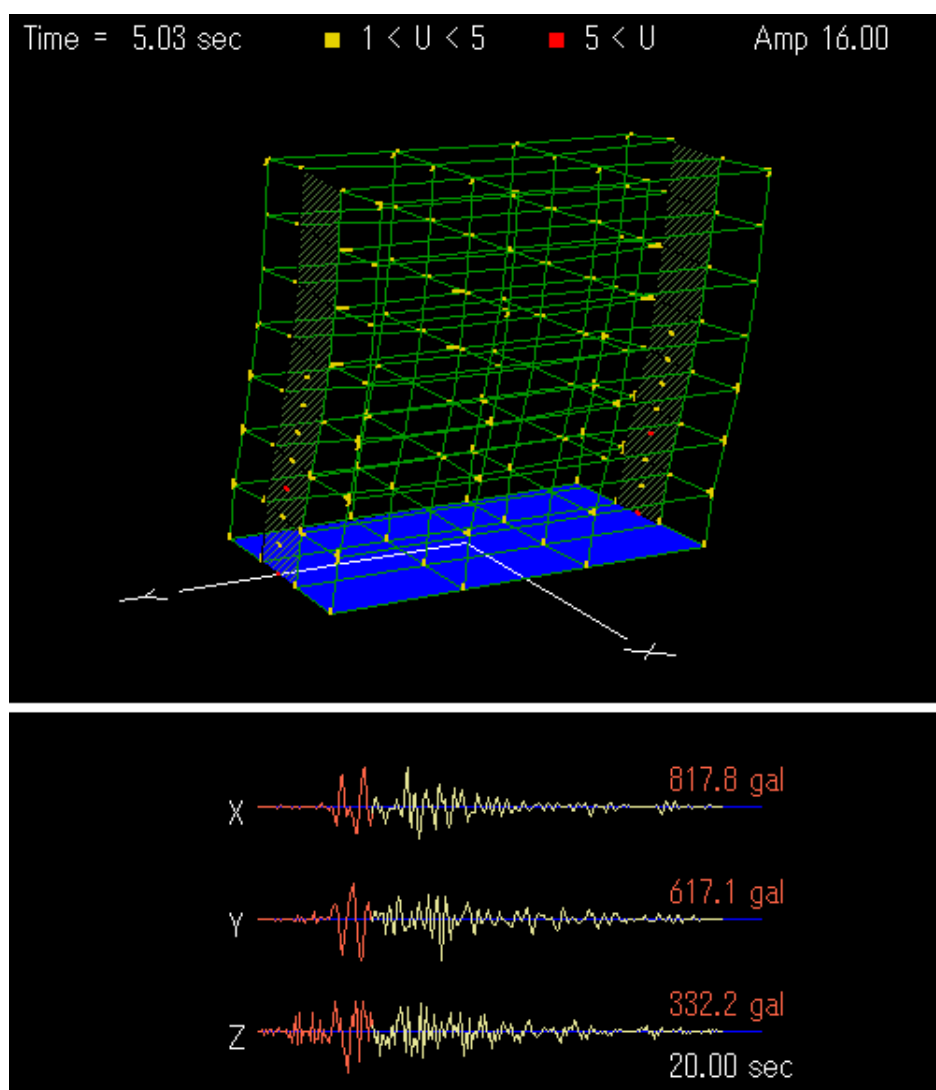 Time = 5.03 sec 1 < U < 5 5 < U Amp 16.00
Y
X
817.8 gal
X
617.1 gal
Y
332.2 gal
Z
20.00 sec